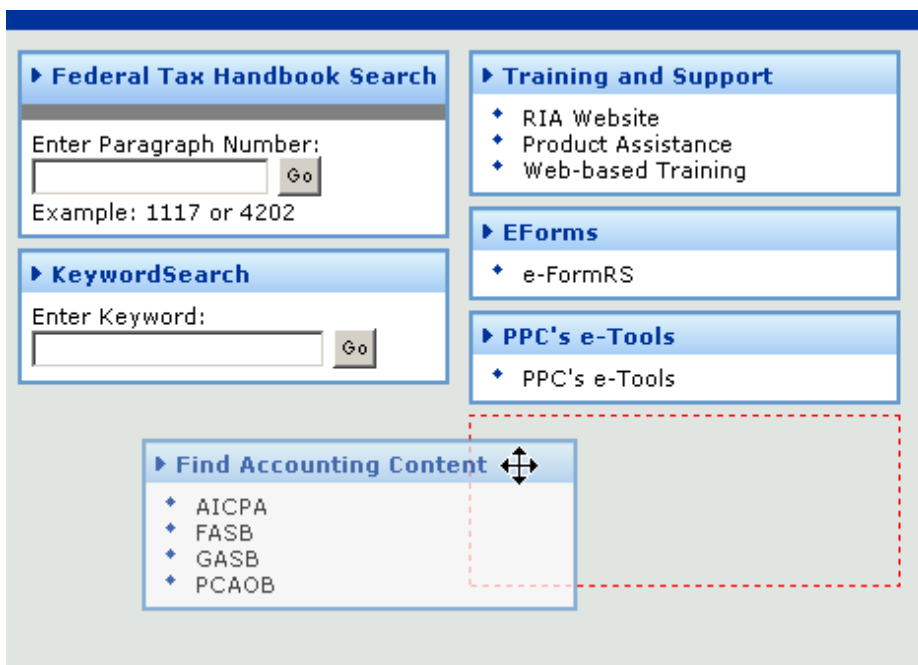 Federal Tax Handbook Search
Enter Paragraph Number:
Go
Example: 1117 or 4202
KeywordSearch
Enter Keyword:
Go
Training and Support
RIA Website
Product Assistance
Web-based Training
EForms
e-FormRS
PPC's e-Tools
PPC's e-Tools
Find Accounting Content
AICPA
FASB
GASB
PCAOB